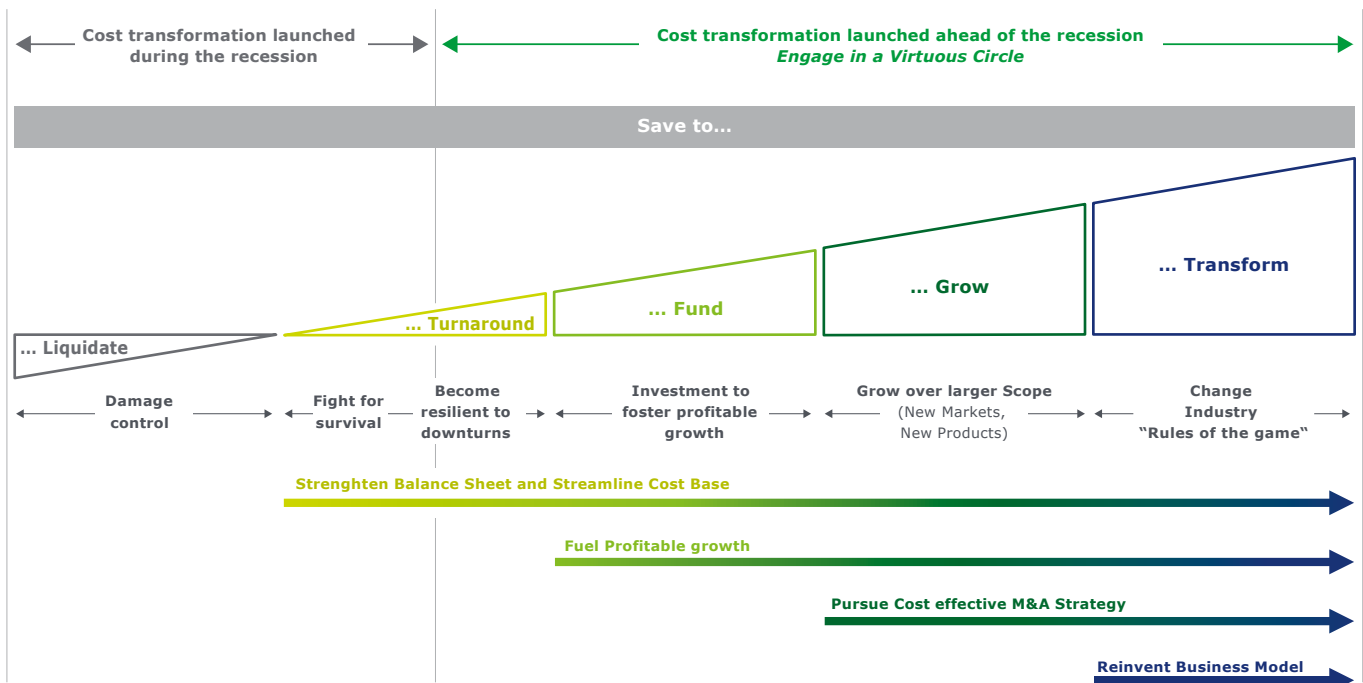 Cost transformation launched
during the recession
Cost transformation launched ahead of the recession
Engage in a Virtuous Circle
Save to...
... Liquidate
... Turnaround
... Fund
... Grow
... Transform
Damage
control
Fight for
survival
Become
resilient to
downturns
Investment to
foster profitable
growth
Grow over larger Scope
(New Markets,
New Products)
Change
Industry
"Rules of the game“
Strenghten Balance Sheet and Streamline Cost Base
Fuel Profitable growth
Pursue Cost effective M&A Strategy
Reinvent Business Model